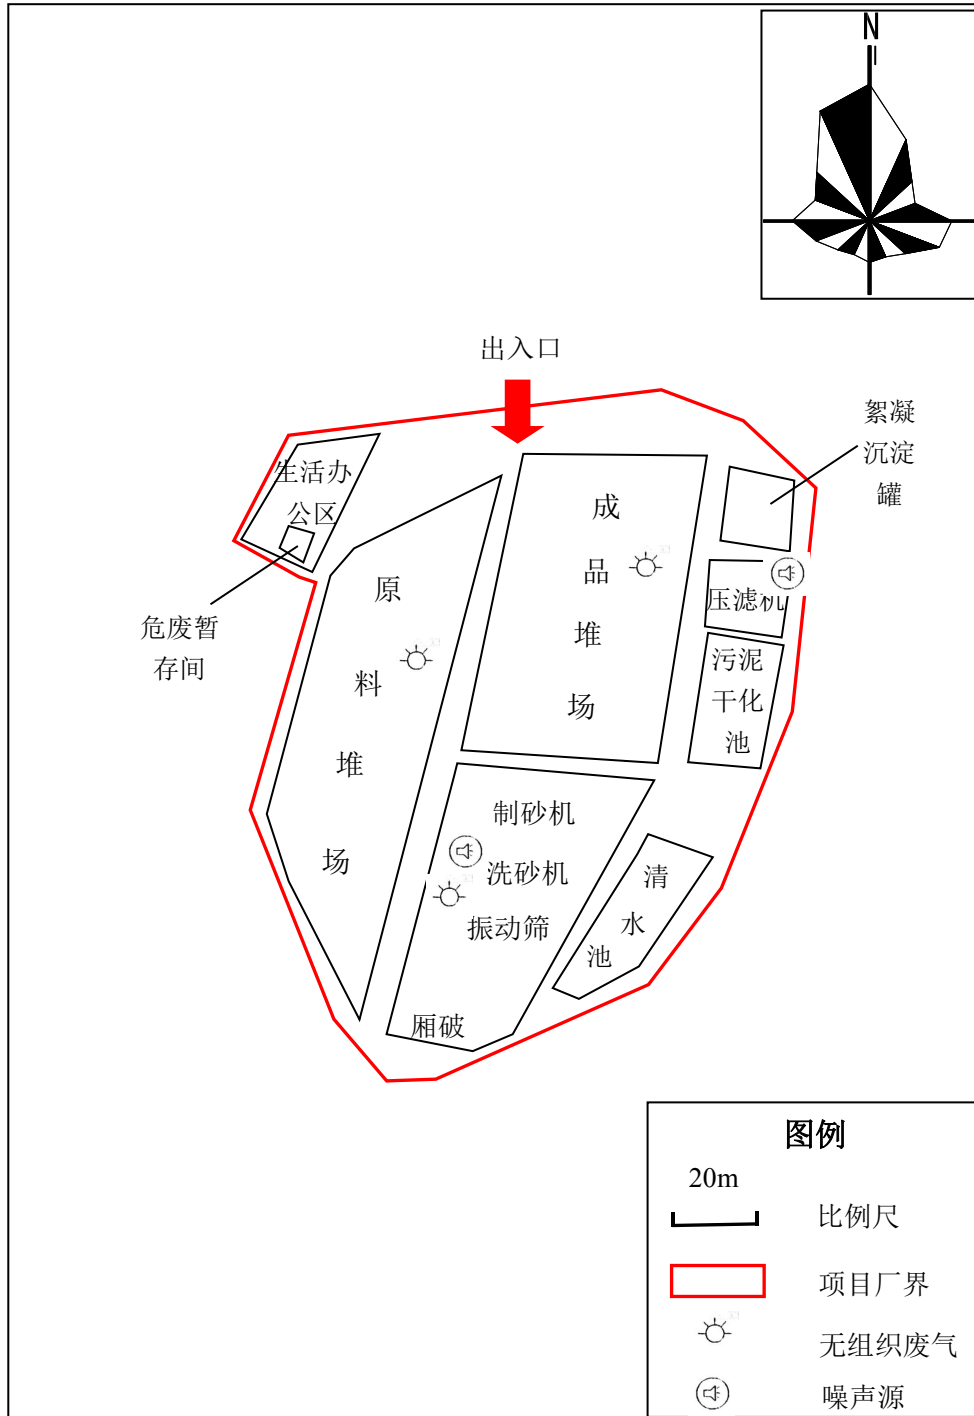 N
出入口
絮凝
沉淀
罐
生活办
公区
危废暂
存间
原
料
堆
场
成
品
堆
场
压滤机
污泥
干化
池
制砂机
洗砂机
振动筛
厢破
清
水
池
图例
20m
比例尺
项目厂界
无组织废气
噪声源